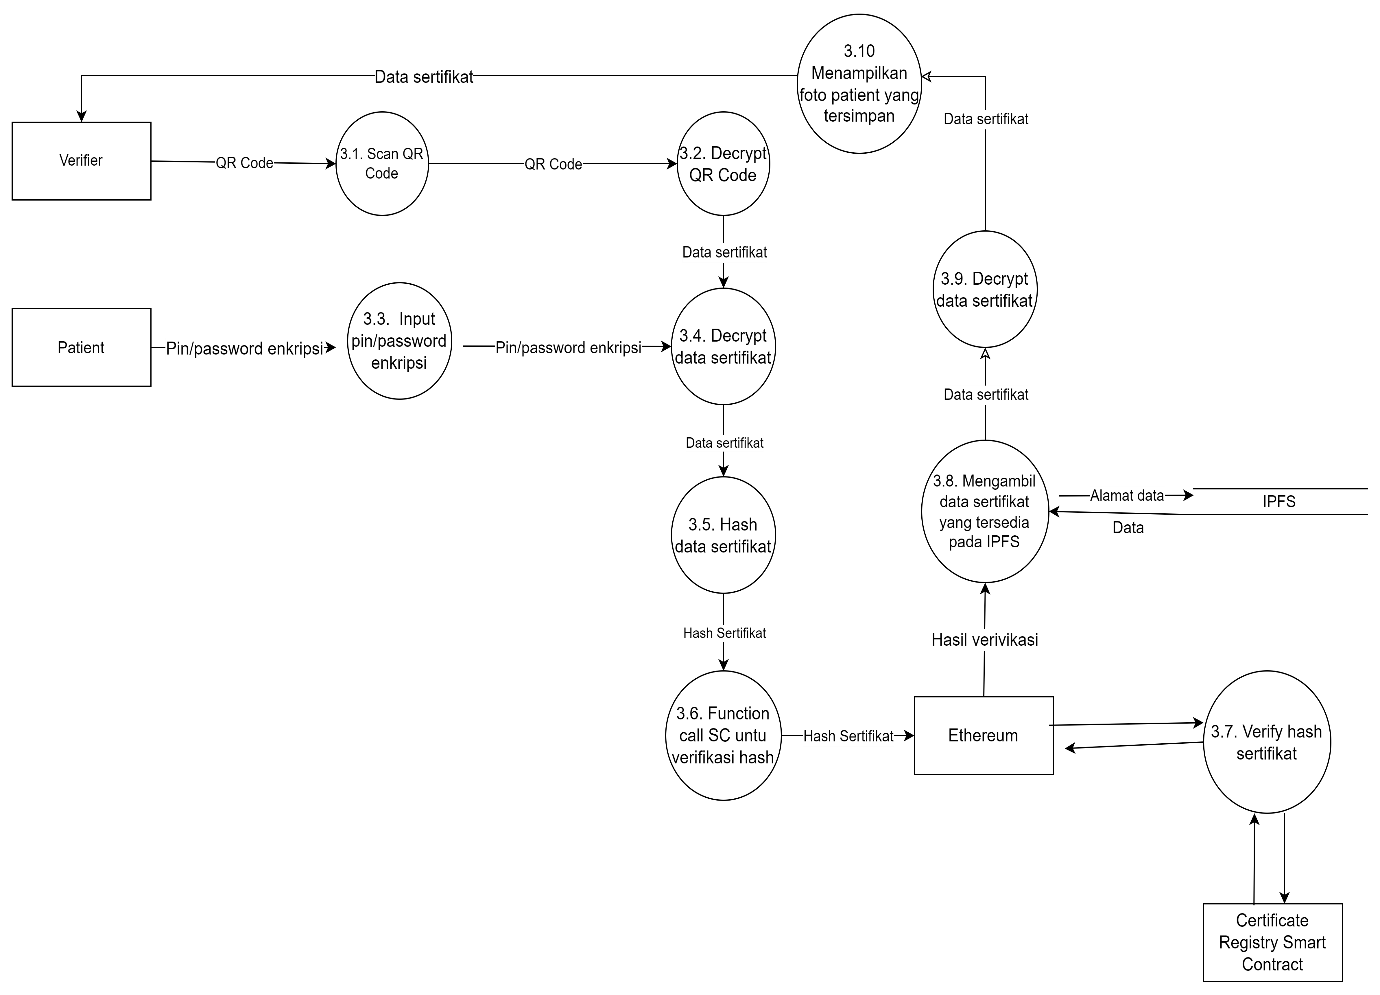 3.10
Menampilkan
foto patient yang
tersimpan
Data sertifikat
Data sertifikat
Verifier
QR Code
3.1. Scan QR
Code
QR Code
3.2. Decrypt
QR Code
Data sertifikat
3.9. Decrypt
data sertifikat
Patient
Pin/password enkripsi
3.3. Input
pin/password
enkripsi
Pin/password enkripsi
3.4. Decrypt
data sertifikat
Data sertifikat
Data sertifikat
3.8. Mengambil
data sertifikat
yang tersedia
pada IPFS
Alamat data
IPFS
Data
3.5. Hash
data sertifikat
Hash Sertifikat
Hasil verivikasi
3.6. Function
call SC untu
verifikasi hash
Hash Sertifikat
Ethereum
3.7. Verify hash
sertifikat
Certificate
Registry Smart
Contract